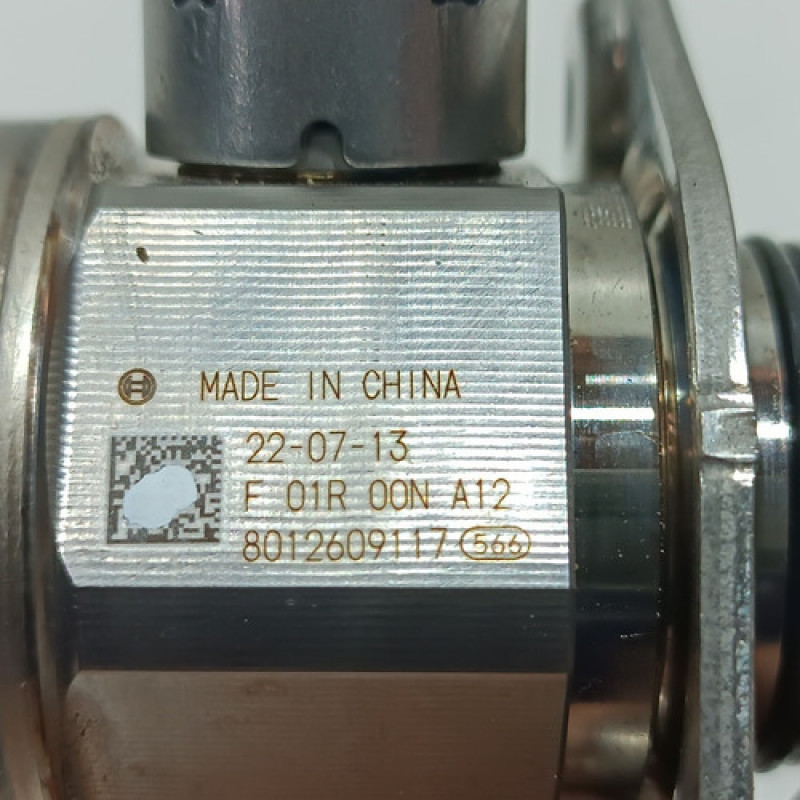 MADE IN CHINA
22-07-13
F 01R 00N A12
8012609117 566